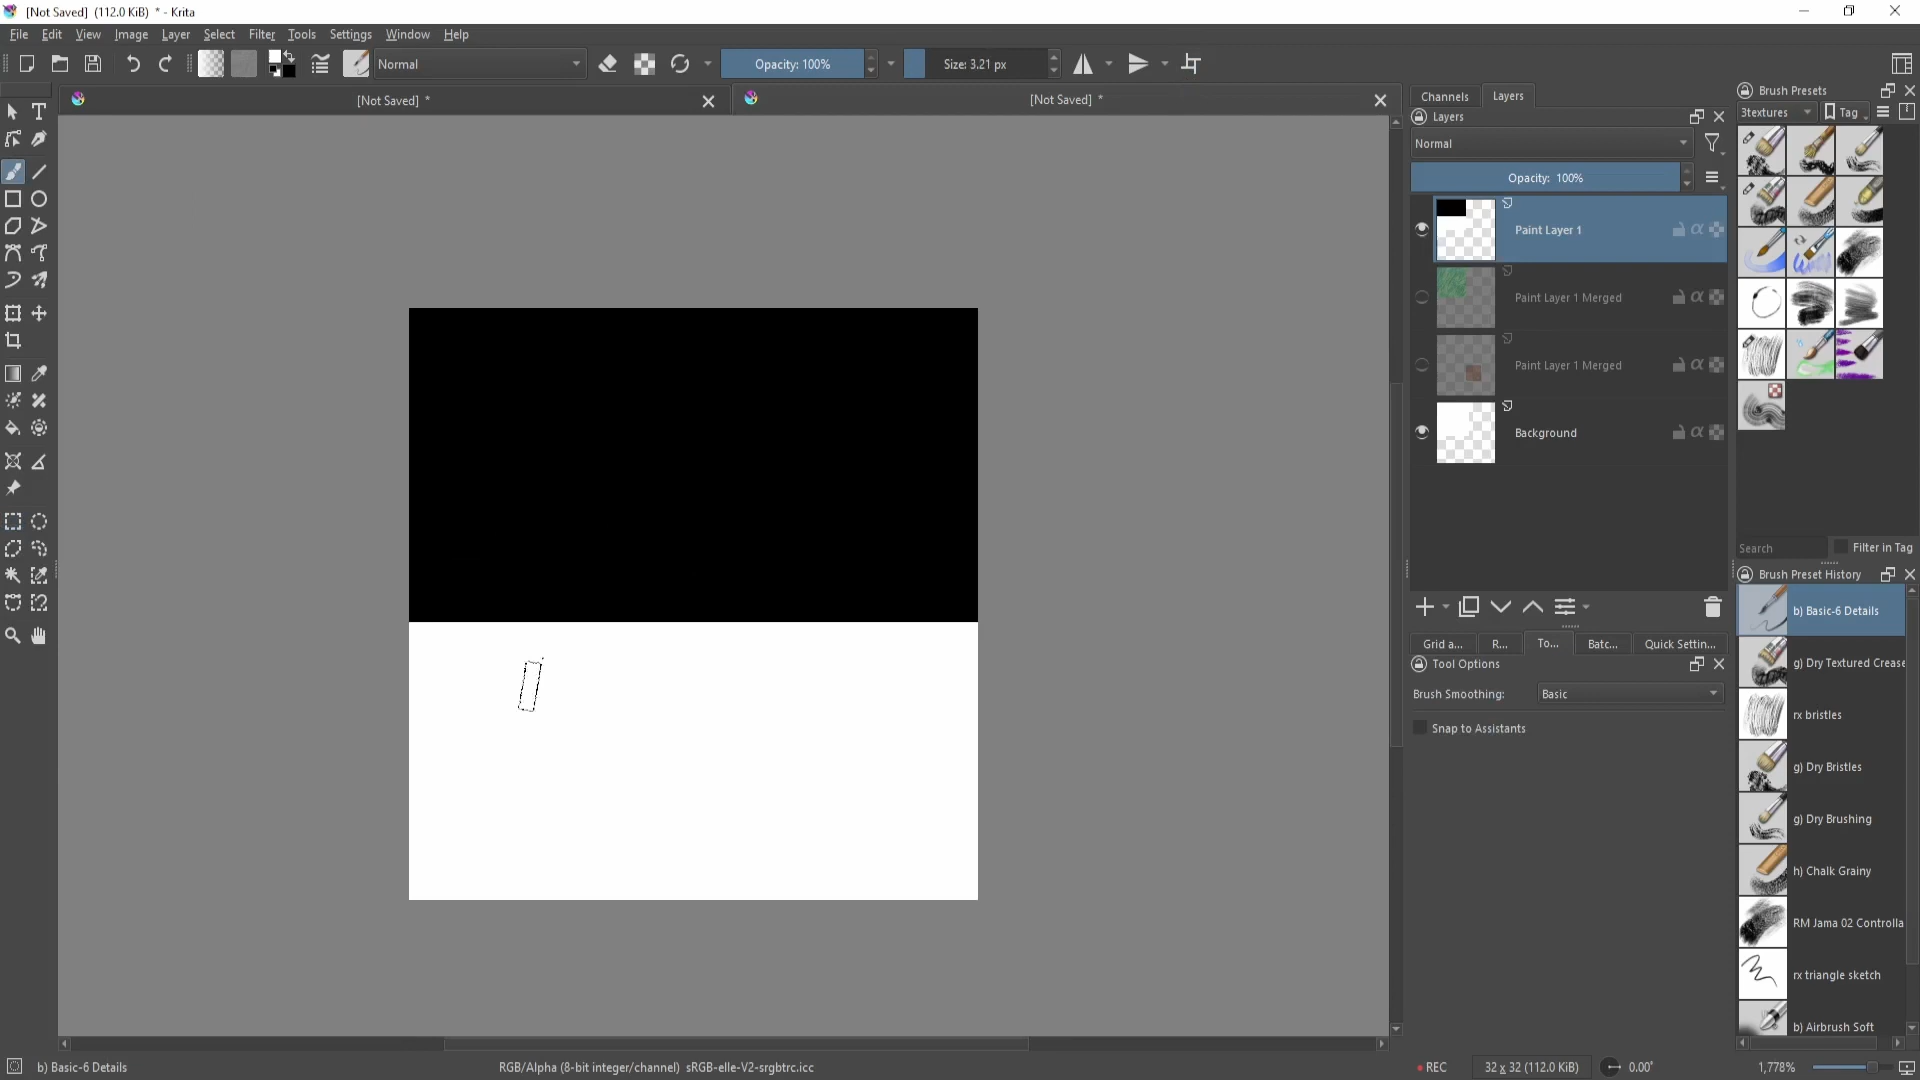 [Not Saved]  (112.0 KiB)  * - Krita
File Edit View Image Layer Select Filter Tools Settings Window Help
Normal Opacity: 100% Size: 3.21 px
[Not Saved] * [Not Saved] *
Channels Layers
Layers
Normal
Opacity: 100%
Paint Layer 1
Paint Layer 1 Merged
Paint Layer 1 Merged
Background
Grid a... R... To... Batc... Quick Settin...
Tool Options
Brush Smoothing: Basic
Snap to Assistants
Brush Presets
3textures Tag
Search Filter in Tag
Brush Preset History
b) Basic-6 Details
g) Dry Textured Crease
rx bristles
g) Dry Bristles
g) Dry Brushing
h) Chalk Grainy
RM Jama 02 Controlla
rx triangle sketch
b) Airbrush Soft
b) Basic-6 Details RGB/Alpha (8-bit integer/channel)  sRGB-elle-V2-srgbtrc.icc REC 32 x 32 (112.0 KiB) 0.00° 1,778%